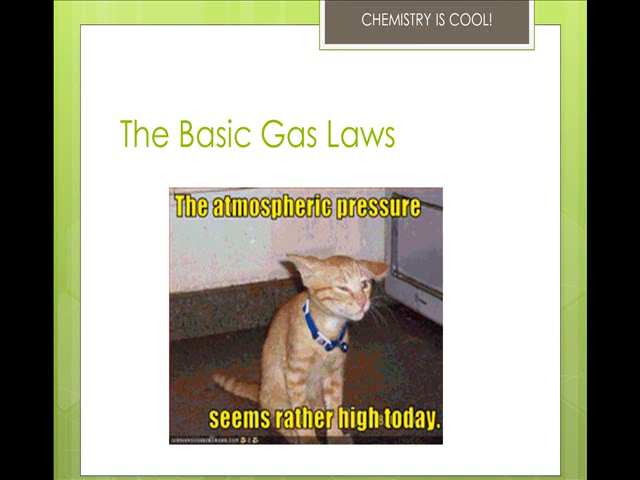 CHEMISTRY IS COOL!
The Basic Gas Laws
The atmospheric pressure
seems rather high today.